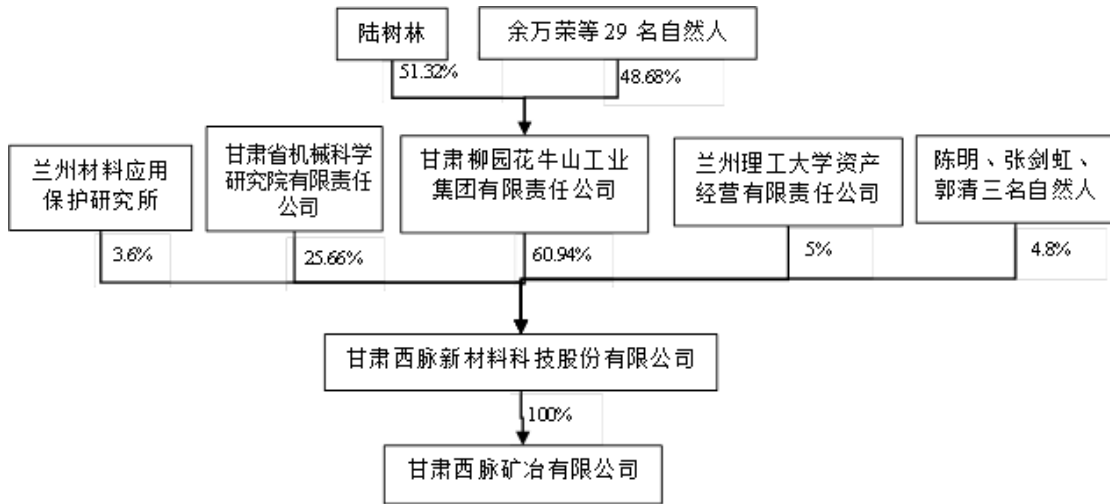 陆树林
余万荣等29名自然人
51.32%
48.68%
兰州材料应用
保护研究所
甘肃省机械科学
研究院有限责任
公司
甘肃柳园花牛山工业
集团有限责任公司
兰州理工大学资产
经营有限责任公司
陈明、张剑虹、
郭清三名自然人
3.6%
25.66%
60.94%
5%
4.8%
甘肃西脉新材料科技股份有限公司
100%
甘肃西脉矿冶有限公司